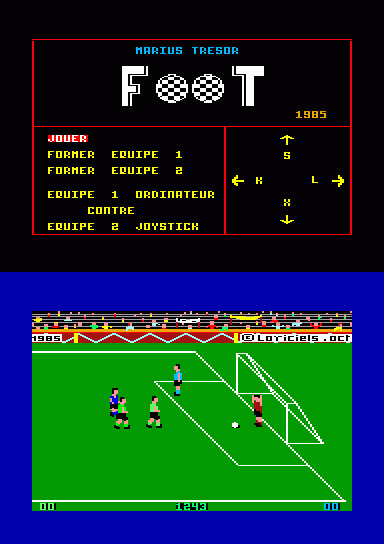 MARIUS TRESOR
FOOT
1985
JOUER
FORMER EQUIPE 1
FORMER EQUIPE 2
EQUIPE 1 ORDINATEUR
CONTRE
EQUIPE 2 JOYSTICK
S
K L
X
1985 @Loriciels.oct
00 1243 00